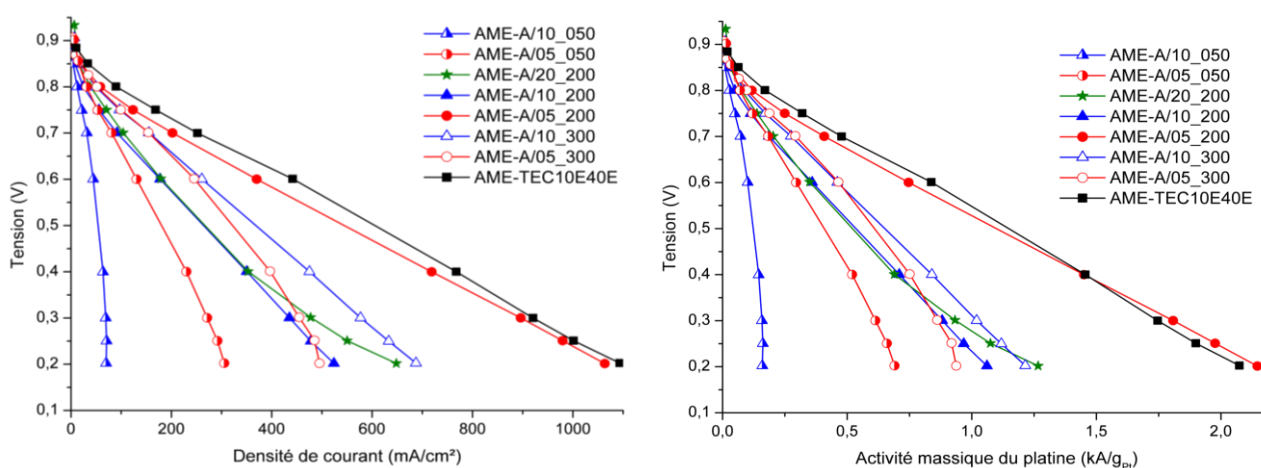 AME-A/10_050
AME-A/05_050
AME-A/20_200
AME-A/10_200
AME-A/05_200
AME-A/10_300
AME-A/05_300
AME-TEC10E40E
Tension (V)
0,9
0,8
0,7
0,6
0,5
0,4
0,3
0,2
0,1
0 200 400 600 800 1000
Densité de courant (mA/cm²)
AME-A/10_050
AME-A/05_050
AME-A/20_200
AME-A/10_200
AME-A/05_200
AME-A/10_300
AME-A/05_300
AME-TEC10E40E
Tension (V)
0,9
0,8
0,7
0,6
0,5
0,4
0,3
0,2
0,1
0,0 0,5 1,0 1,5 2,0
Activité massique du platine (kA/gPt)